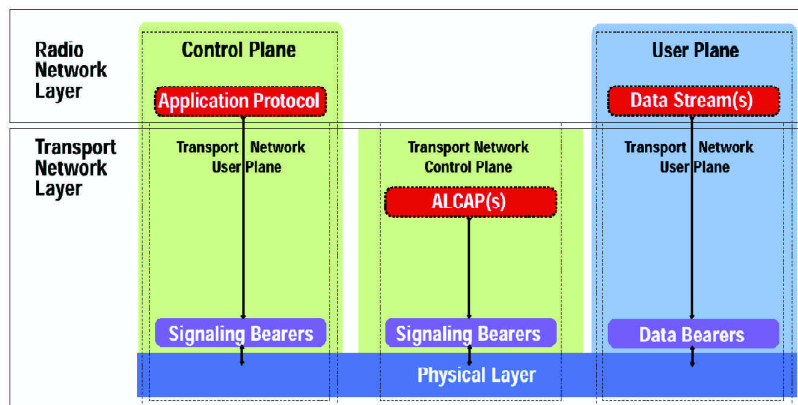 Radio
Network
Layer
Control Plane
User Plane
Application Protocol
Data Stream(s)
Transport
Network
Layer
Transport Network
User Plane
Transport Network
Control Plane
Transport Network
User Plane
ALCAP(s)
Signaling Bearers
Signaling Bearers
Data Bearers
Physical Layer